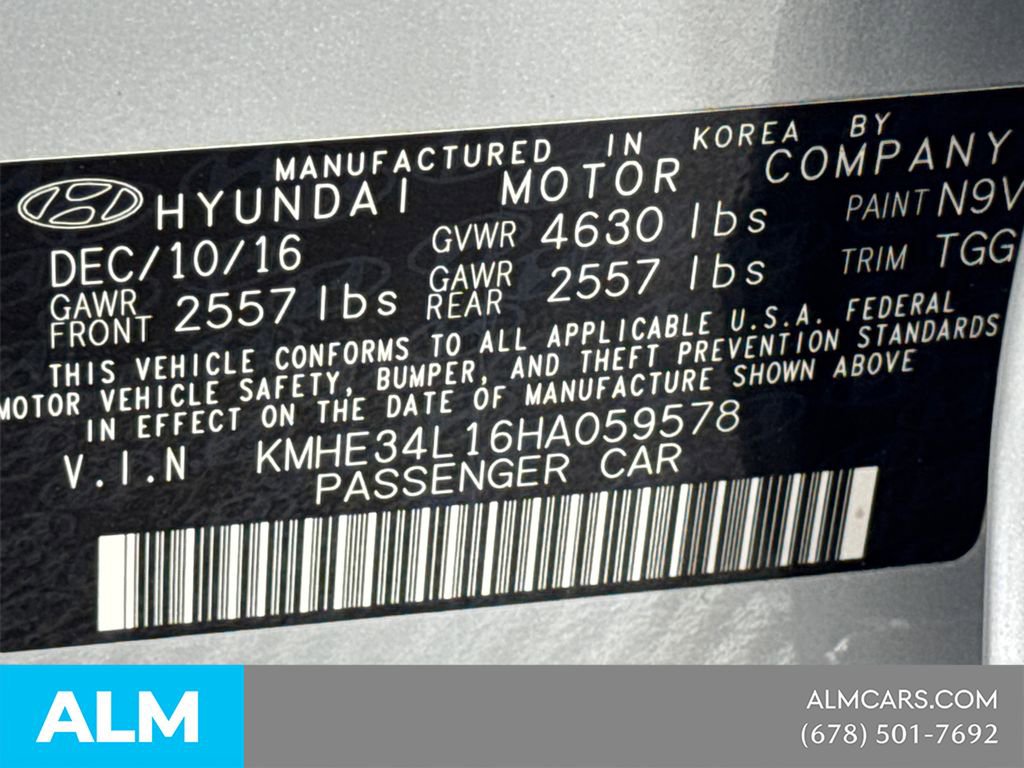 MANUFACTURED IN KOREA BY
HYUNDAI MOTOR COMPANY
DEC/10/16 GVWR 4630 lbs PAINT N9V
GAWR FRONT 2557 lbs GAWR REAR 2557 lbs TRIM TGG
THIS VEHICLE CONFORMS TO ALL APPLICABLE U.S.A. FEDERAL
MOTOR VEHICLE SAFETY, BUMPER, AND THEFT PREVENTION STANDARDS
IN EFFECT ON THE DATE OF MANUFACTURE SHOWN ABOVE
V.I.N KMHE34L16HA059578
PASSENGER CAR
ALM
ALMCARS.COM
(678) 501-7692